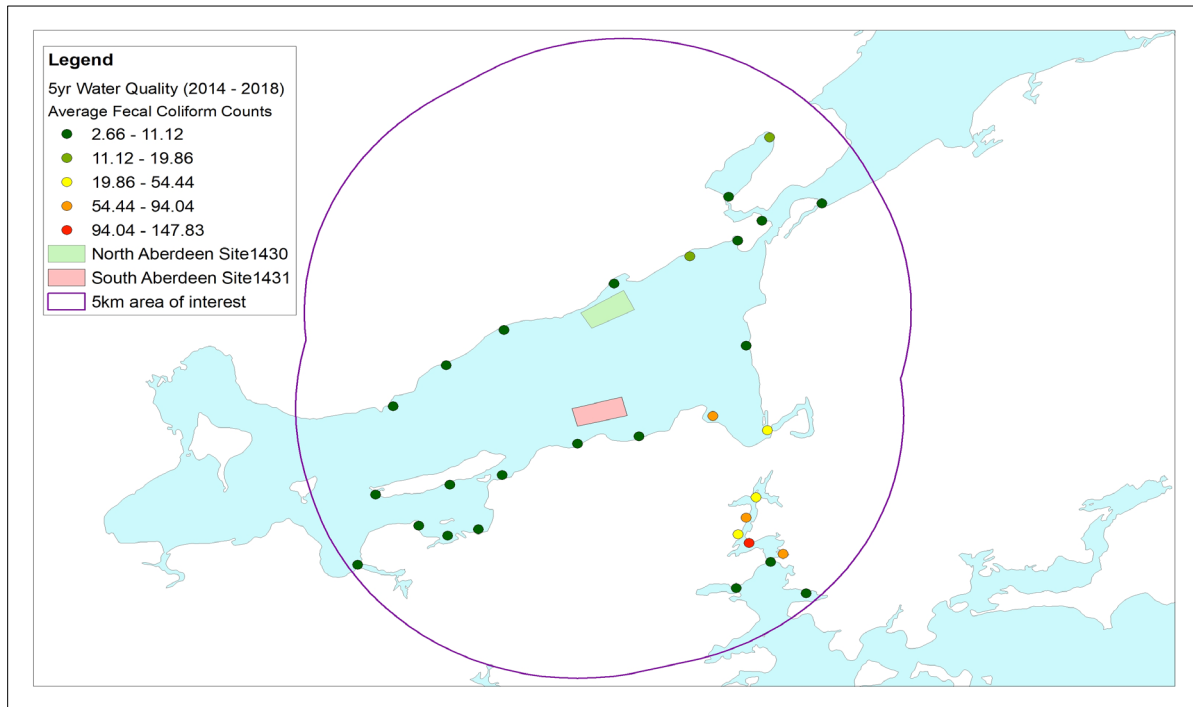 Legend
5yr Water Quality (2014 - 2018)
Average Fecal Coliform Counts
2.66 - 11.12
11.12 - 19.86
19.86 - 54.44
54.44 - 94.04
94.04 - 147.83
North Aberdeen Site1430
South Aberdeen Site1431
5km area of interest